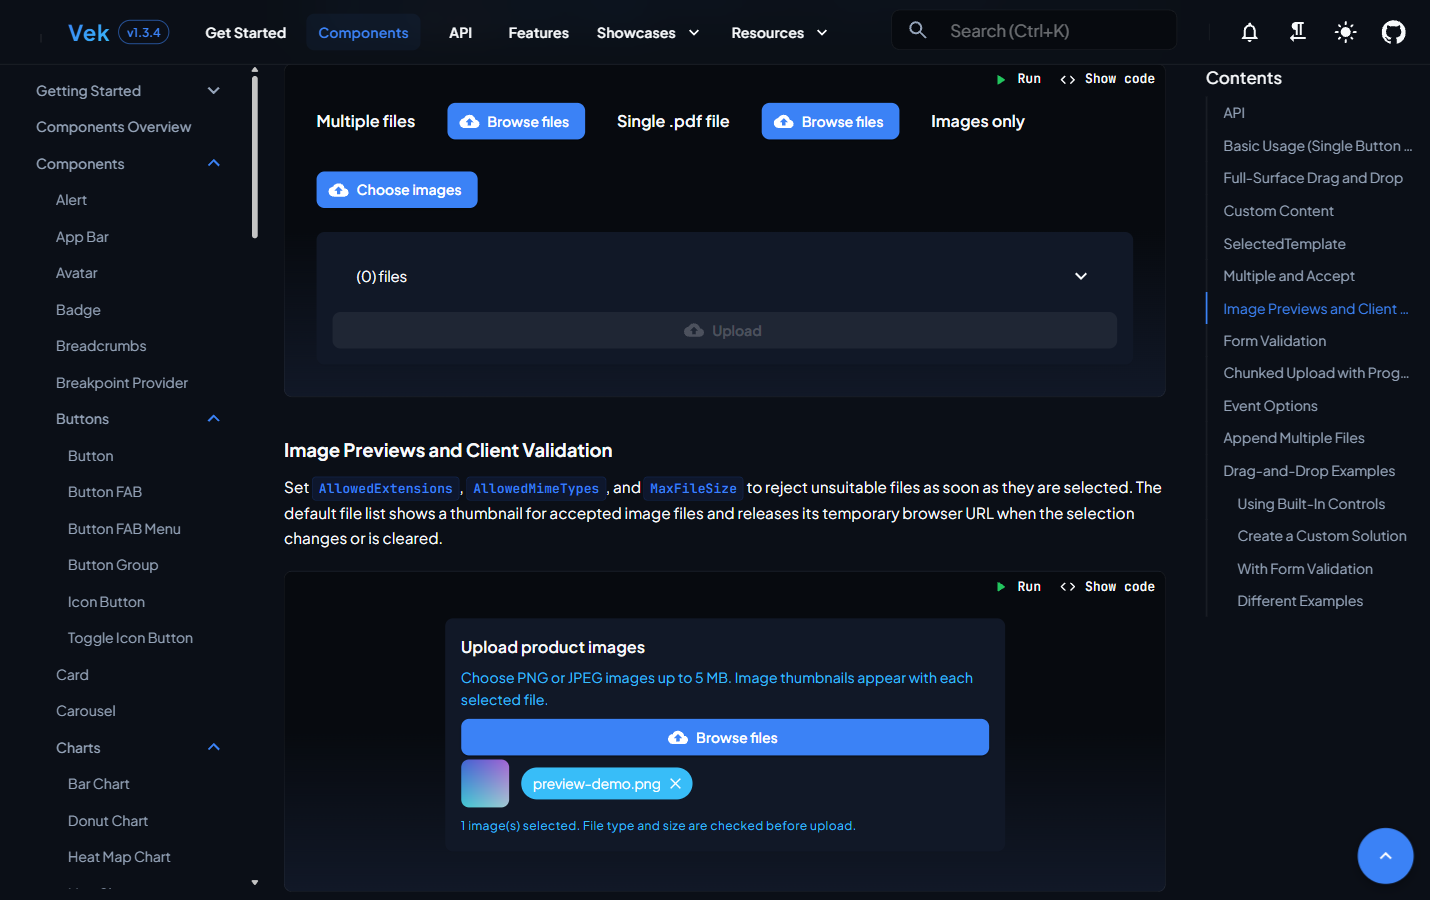 Vek v1.3.4 Get Started Components API Features Showcases Resources Search (Ctrl+K)
Getting Started
Components Overview
Components
Alert
App Bar
Avatar
Badge
Breadcrumbs
Breakpoint Provider
Buttons
Button
Button FAB
Button FAB Menu
Button Group
Icon Button
Toggle Icon Button
Card
Carousel
Charts
Bar Chart
Donut Chart
Heat Map Chart
Run <> Show code
Multiple files Browse files Single .pdf file Browse files Images only
Choose images
(0) files
Upload
Image Previews and Client Validation
Set AllowedExtensions, AllowedMimeTypes, and MaxFileSize to reject unsuitable files as soon as they are selected. The
default file list shows a thumbnail for accepted image files and releases its temporary browser URL when the selection
changes or is cleared.
Run <> Show code
Upload product images
Choose PNG or JPEG images up to 5 MB. Image thumbnails appear with each
selected file.
Browse files
preview-demo.png
1 image(s) selected. File type and size are checked before upload.
Contents
API
Basic Usage (Single Button ...
Full-Surface Drag and Drop
Custom Content
SelectedTemplate
Multiple and Accept
Image Previews and Client ...
Form Validation
Chunked Upload with Prog...
Event Options
Append Multiple Files
Drag-and-Drop Examples
Using Built-In Controls
Create a Custom Solution
With Form Validation
Different Examples